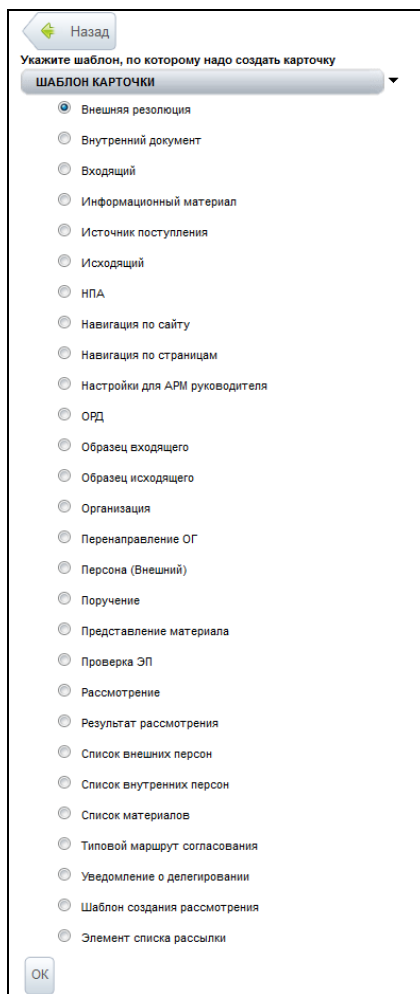 Назад
Укажите шаблон, по которому надо создать карточку
ШАБЛОН КАРТОЧКИ
Внешняя резолюция
Внутренний документ
Входящий
Информационный материал
Источник поступления
Исходящий
НПА
Навигация по сайту
Навигация по страницам
Настройки для АРМ руководителя
ОРД
Образец входящего
Образец исходящего
Организация
Перенаправление ОГ
Персона (Внешний)
Поручение
Представление материала
Проверка ЭП
Рассмотрение
Результат рассмотрения
Список внешних персон
Список внутренних персон
Список материалов
Типовой маршрут согласования
Уведомление о делегировании
Шаблон создания рассмотрения
Элемент списка рассылки
ОК